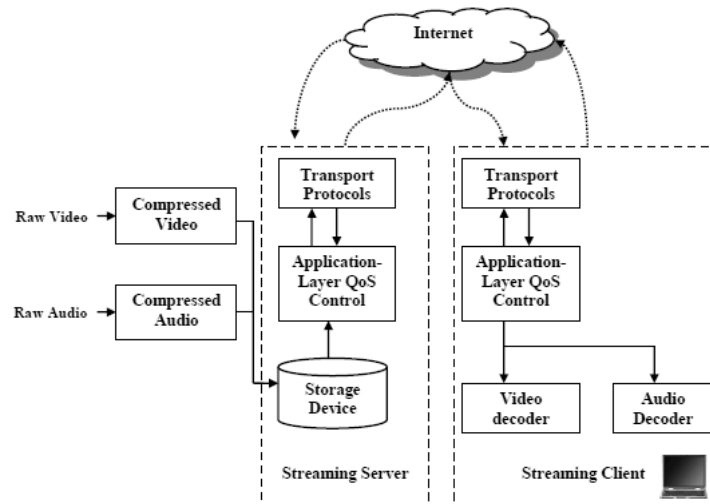 Internet
Transport
Protocols
Transport
Protocols
Raw Video
Compressed
Video
Application-
Layer QoS
Control
Application-
Layer QoS
Control
Raw Audio
Compressed
Audio
Storage
Device
Video
decoder
Audio
Decoder
Streaming Server
Streaming Client